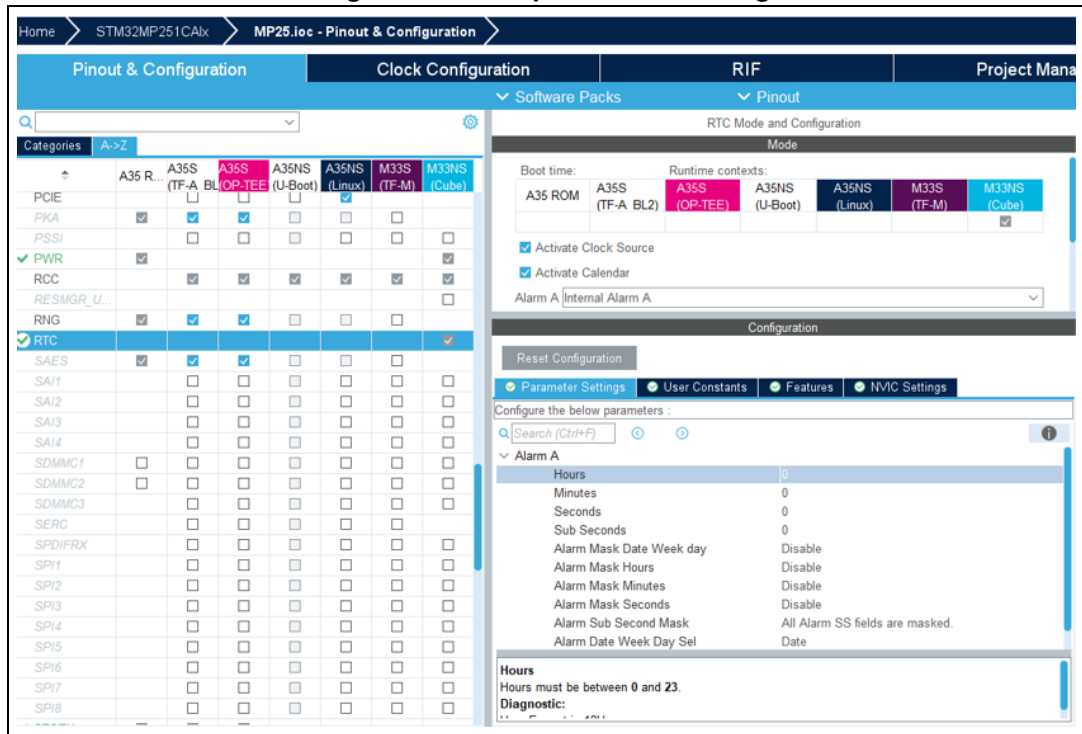 Home STM32MP251CAIx MP25.ioc - Pinout & Configuration
Pinout & Configuration Clock Configuration RIF Project Mana
Software Packs Pinout
RTC Mode and Configuration
Categories A->Z
A35 R... A35S (TF-A BL A35S (OP-TEE A35NS (U-Boot) A35NS (Linux) M33S (TF-M) M33NS (Cube)
PCIE
PKA
PSSI
PWR
RCC
RESMGR_U...
RNG
RTC
SAES
SAI1
SAI2
SAI3
SAI4
SDMMC1
SDMMC2
SDMMC3
SERC
SPDIFRX
SPI1
SPI2
SPI3
SPI4
SPI5
SPI6
SPI7
SPI8
Mode
Boot time: Runtime contexts:
A35 ROM A35S (TF-A BL2) A35S (OP-TEE) A35NS (U-Boot) A35NS (Linux) M33S (TF-M) M33NS (Cube)
Activate Clock Source
Activate Calendar
Alarm A Internal Alarm A
Configuration
Reset Configuration
Parameter Settings User Constants Features NVIC Settings
Configure the below parameters :
Search (Ctrl+F)
Alarm A
Hours 0
Minutes 0
Seconds 0
Sub Seconds 0
Alarm Mask Date Week day Disable
Alarm Mask Hours Disable
Alarm Mask Minutes Disable
Alarm Mask Seconds Disable
Alarm Sub Second Mask All Alarm SS fields are masked.
Alarm Date Week Day Sel Date
Hours
Hours must be between 0 and 23.
Diagnostic: